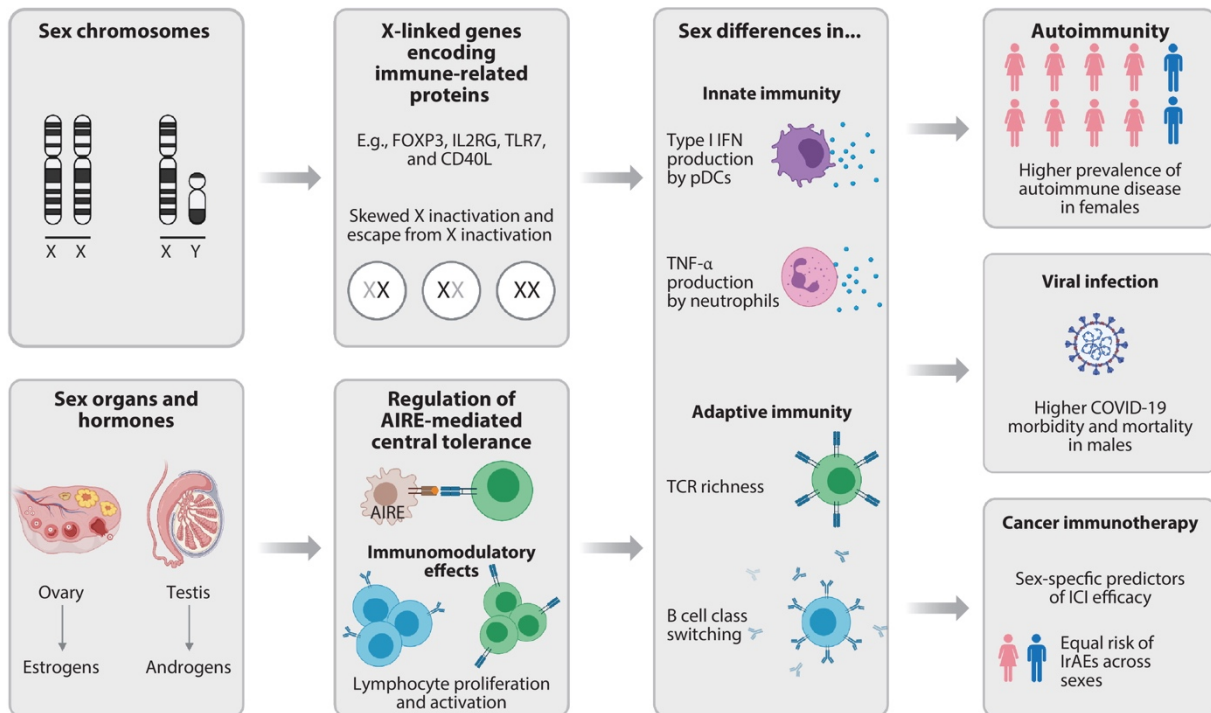 Sex chromosomes
X X
X Y
X-linked genes
encoding
immune-related
proteins
E.g., FOXP3, IL2RG, TLR7,
and CD40L
Skewed X inactivation and
escape from X inactivation
XX
XX
XX
Sex organs and
hormones
Ovary
Testis
Estrogens
Androgens
Regulation of
AIRE-mediated
central tolerance
AIRE
Immunomodulatory
effects
Lymphocyte proliferation
and activation
Sex differences in...
Innate immunity
Type I IFN
production
by pDCs
TNF-α
production
by neutrophils
Adaptive immunity
TCR richness
B cell class
switching
Autoimmunity
Higher prevalence of
autoimmune disease
in females
Viral infection
Higher COVID-19
morbidity and mortality
in males
Cancer immunotherapy
Sex-specfic predictors
of ICI efficacy
Equal risk of
IrAEs across
sexes